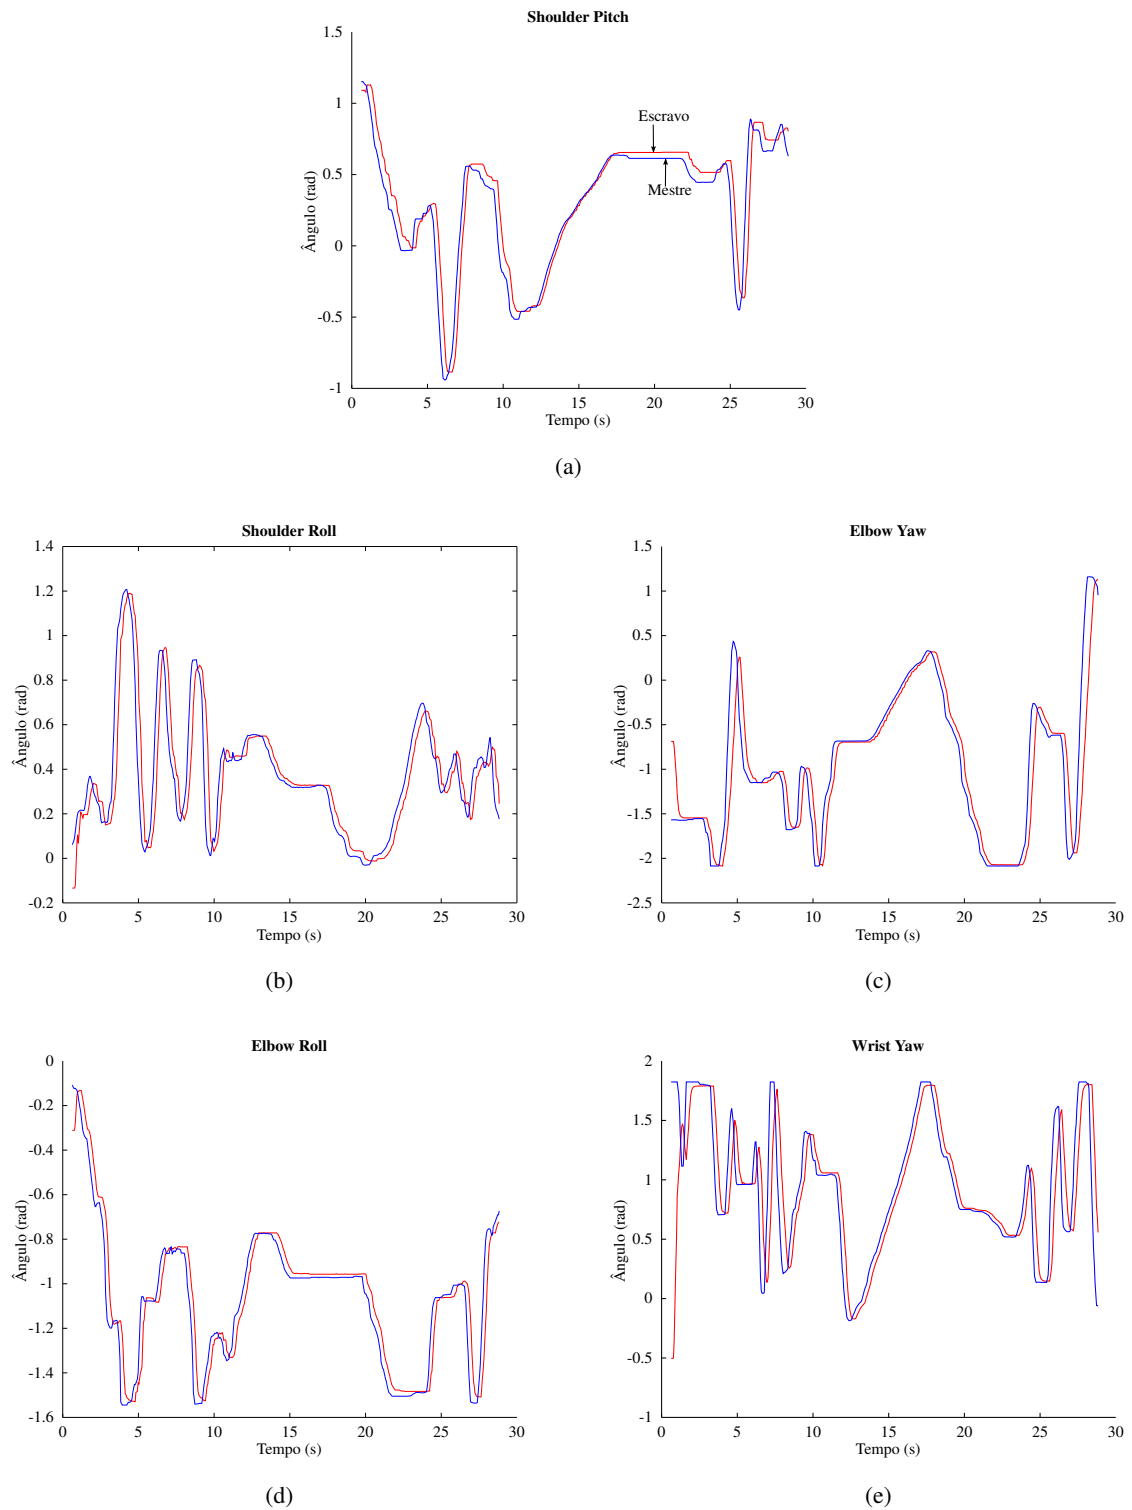 Shoulder Pitch
1.5
1
0.5
0
-0.5
-1
Ângulo (rad)
Escravo
Mestre
0 5 10 15 20 25 30
Tempo (s)
(a)
Shoulder Roll
1.4
1.2
1
0.8
0.6
0.4
0.2
0
-0.2
Ângulo (rad)
0 5 10 15 20 25 30
Tempo (s)
(b)
Elbow Yaw
1.5
1
0.5
0
-0.5
-1
-1.5
-2
-2.5
Ângulo (rad)
0 5 10 15 20 25 30
Tempo (s)
(c)
Elbow Roll
0
-0.2
-0.4
-0.6
-0.8
-1
-1.2
-1.4
-1.6
Ângulo (rad)
0 5 10 15 20 25 30
Tempo (s)
(d)
Wrist Yaw
2
1.5
1
0.5
0
-0.5
-1
Ângulo (rad)
0 5 10 15 20 25 30
Tempo (s)
(e)